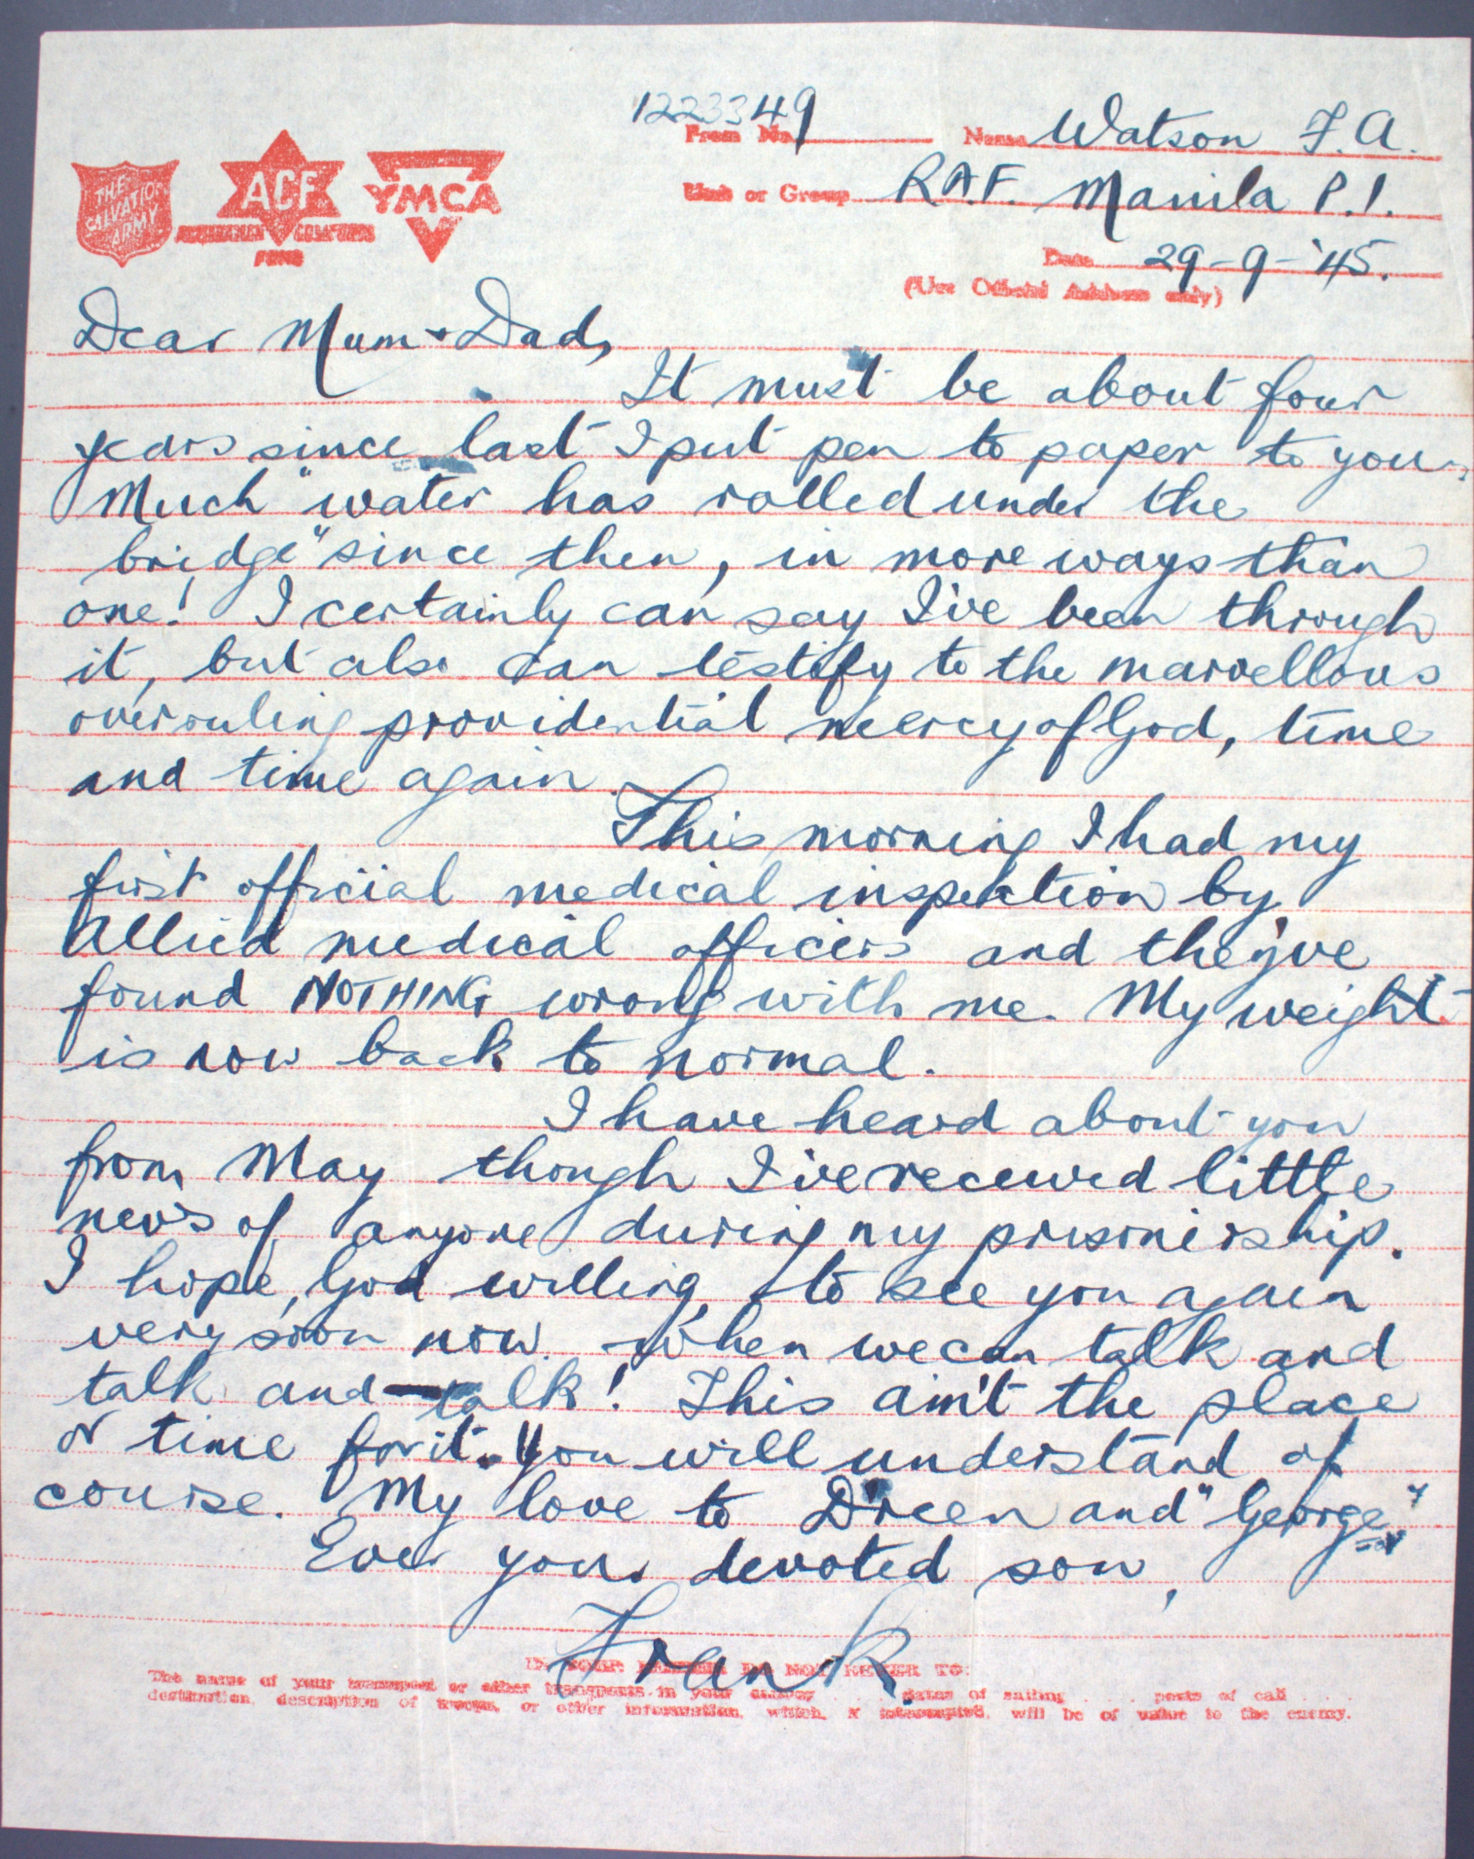 1223349
From No. Name Watson F.A.
THE SALVATION ARMY
ACF
AUSTRALIAN COMFORTS FUND
YMCA
Unit or Group R.A.F. Manila P.I.
Date 29-9-'45.
(Use Official Address only)
Dear Mum & Dad,
It must be about four
years since last I put pen to paper to you.
Much "water has rolled under the
bridge" since then, in more ways than
one! I certainly can say I've been through
it, but also can testify to the marvellous
overruling providential mercy of God, time
and time again.
This morning I had my
first official medical inspection by
Allied medical officers and they've
found NOTHING wrong with me. My weight
is now back to normal.
I have heard about you
from May though I've received little
news of anyone during my prisonership.
I hope, God willing, to see you again
very soon now when we can talk and
talk and talk! This ain't the place
or time for it. You will understand of
course. My love to Dreen and "George"
Ever your devoted son,
Frank
IN YOUR LETTERS DO NOT REFER TO:
The name of your transport or other transports in your convoy . . . . dates of sailing . . . . ports of call . . . .
destination, description of troops, or other information, which, if intercepted, will be of value to the enemy.